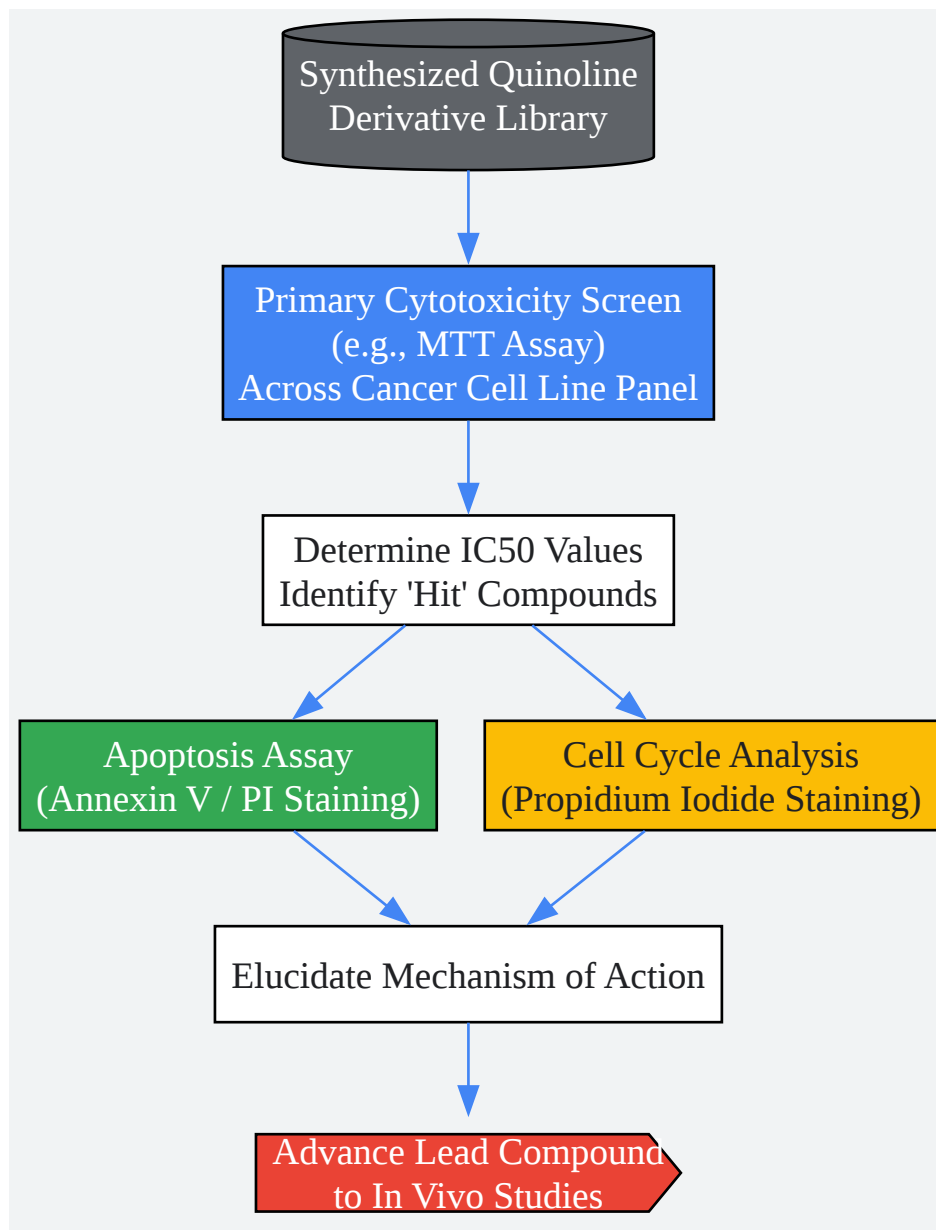 Synthesized Quinoline
Derivative Library
Primary Cytotoxicity Screen
(e.g., MTT Assay)
Across Cancer Cell Line Panel
Determine IC50 Values
Identify 'Hit' Compounds
Apoptosis Assay
(Annexin V / PI Staining)
Cell Cycle Analysis
(Propidium Iodide Staining)
Elucidate Mechanism of Action
Advance Lead Compound
to In Vivo Studies